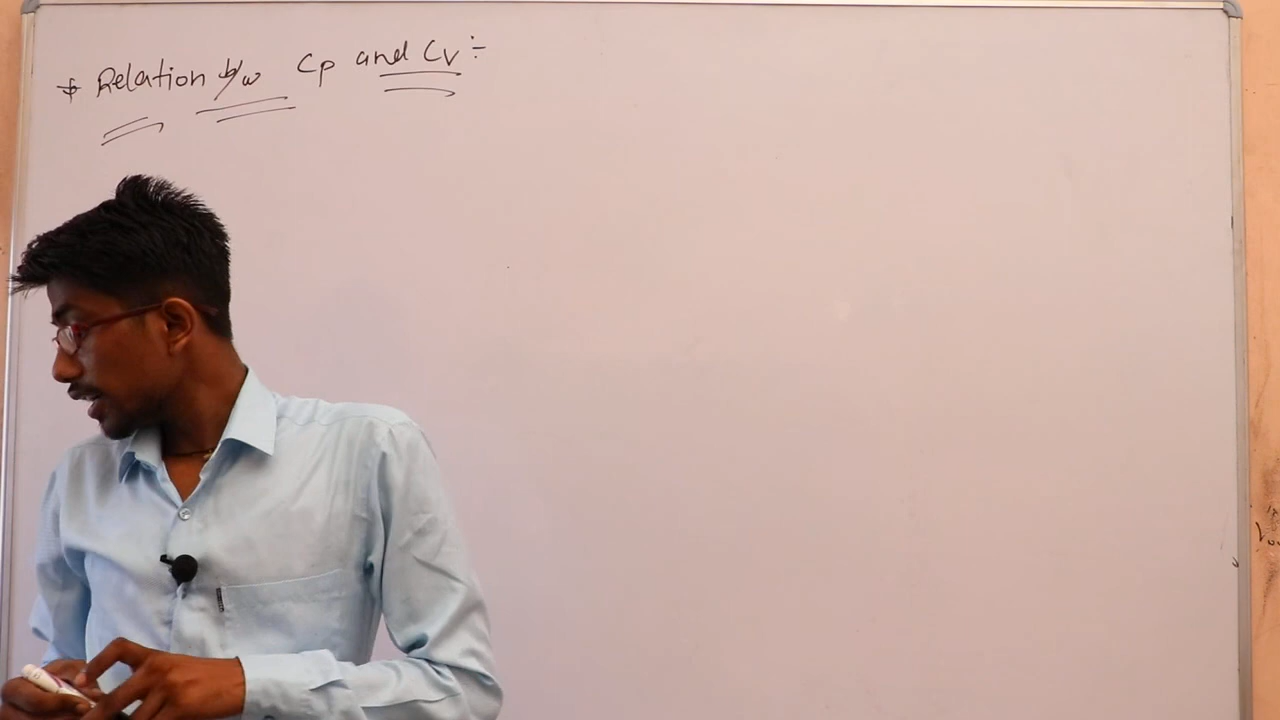 * Relation b/w Cp and Cv :-